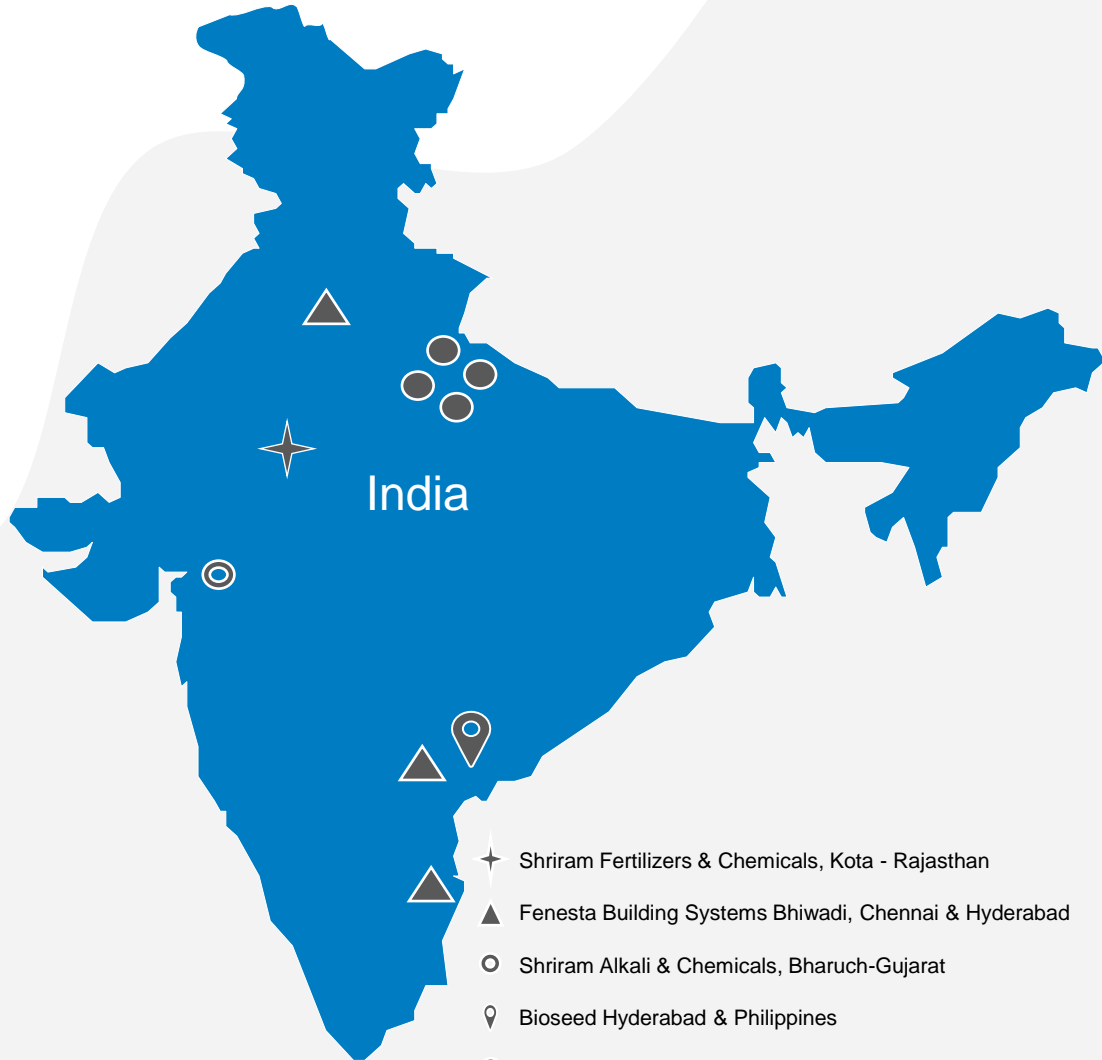 India
Shriram Fertilizers & Chemicals, Kota - Rajasthan
Fenesta Building Systems Bhiwadi, Chennai & Hyderabad
Shriram Alkali & Chemicals, Bharuch-Gujarat
Bioseed Hyderabad & Philippines